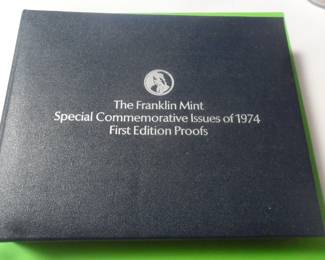 The Franklin Mint
Special Commemorative Issues of 1974
First Edition Proofs